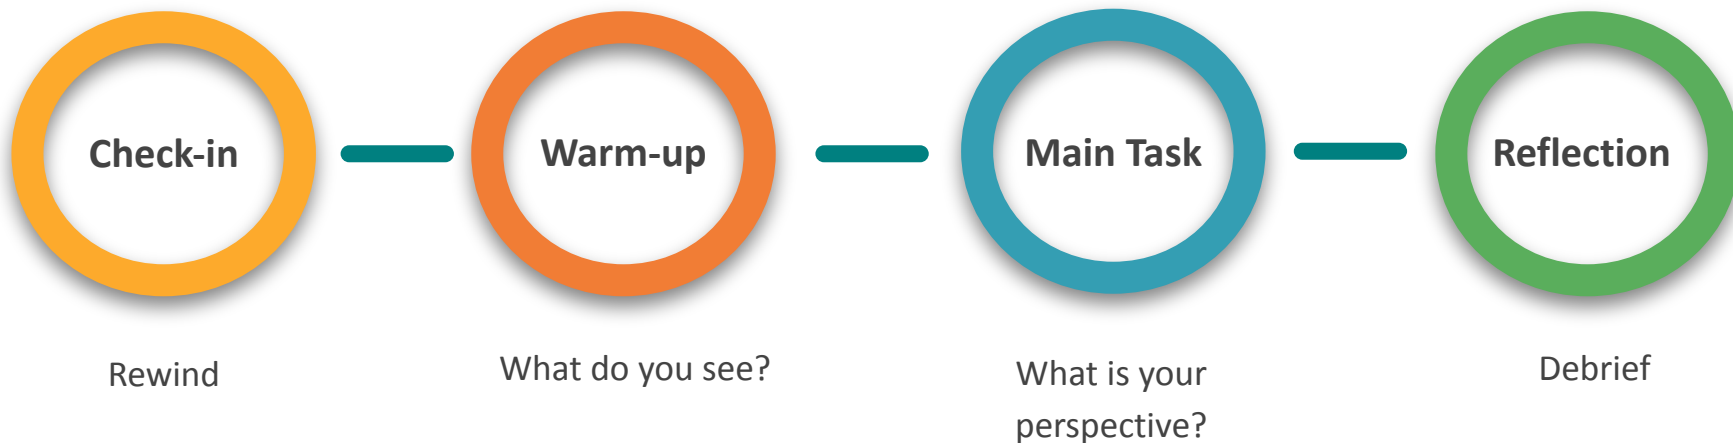 Check-in
Warm-up
Main Task
Reflection
Rewind
What do you see?
What is your
perspective?
Debrief